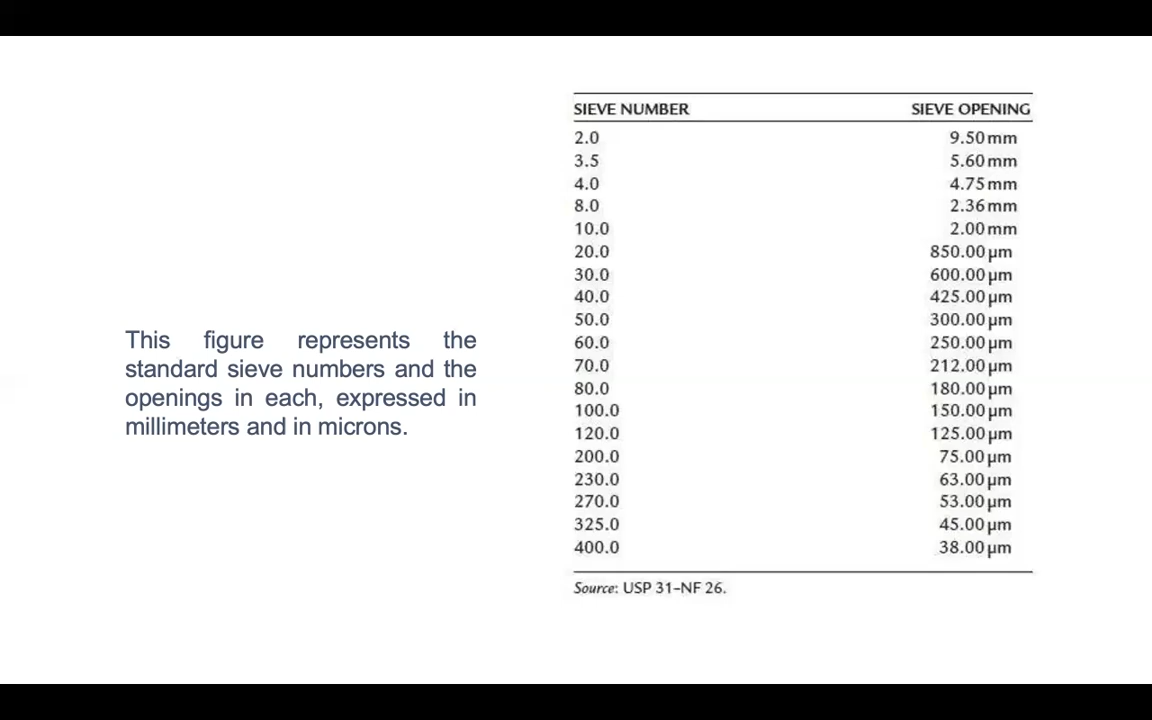 This figure represents the
standard sieve numbers and the
openings in each, expressed in
millimeters and in microns.
SIEVE NUMBER SIEVE OPENING
2.0 9.50 mm
3.5 5.60 mm
4.0 4.75 mm
8.0 2.36 mm
10.0 2.00 mm
20.0 850.00 µm
30.0 600.00 µm
40.0 425.00 µm
50.0 300.00 µm
60.0 250.00 µm
70.0 212.00 µm
80.0 180.00 µm
100.0 150.00 µm
120.0 125.00 µm
200.0 75.00 µm
230.0 63.00 µm
270.0 53.00 µm
325.0 45.00 µm
400.0 38.00 µm
Source: USP 31–NF 26.